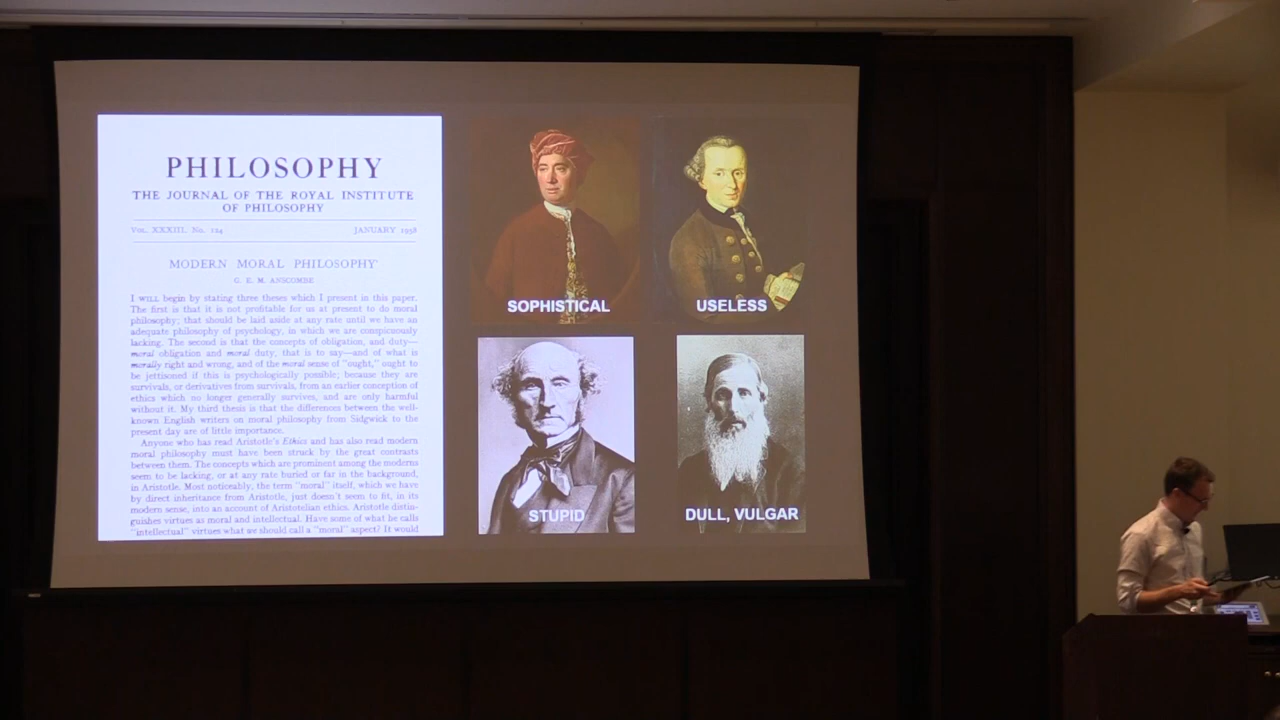 PHILOSOPHY
THE JOURNAL OF THE ROYAL INSTITUTE
OF PHILOSOPHY
VOL. XXXIII. No. 124 JANUARY 1958
MODERN MORAL PHILOSOPHY
G. E. M. ANSCOMBE
I WILL begin by stating three theses which I present in this paper.
The first is that it is not profitable for us at present to do moral
philosophy; that should be laid aside at any rate until we have an
adequate philosophy of psychology, in which we are conspicuously
lacking. The second is that the concepts of obligation, and duty—
moral obligation and moral duty, that is to say—and of what is
morally right and wrong, and of the moral sense of "ought," ought to
be jettisoned if this is psychologically possible; because they are
survivals, or derivatives from survivals, from an earlier conception of
ethics which no longer generally survives, and are only harmful
without it. My third thesis is that the differences between the well-
known English writers on moral philosophy from Sidgwick to the
present day are of little importance.
Anyone who has read Aristotle's Ethics and has also read modern
moral philosophy must have been struck by the great contrasts
between them. The concepts which are prominent among the moderns
seem to be lacking, or at any rate buried or far in the background,
in Aristotle. Most noticeably, the term "moral" itself, which we have
by direct inheritance from Aristotle, just doesn't seem to fit, in its
modern sense, into an account of Aristotelian ethics. Aristotle distin-
guishes virtues as moral and intellectual. Have some of what he calls
"intellectual" virtues what we should call a "moral" aspect? It would
SOPHISTICAL
USELESS
STUPID
DULL, VULGAR